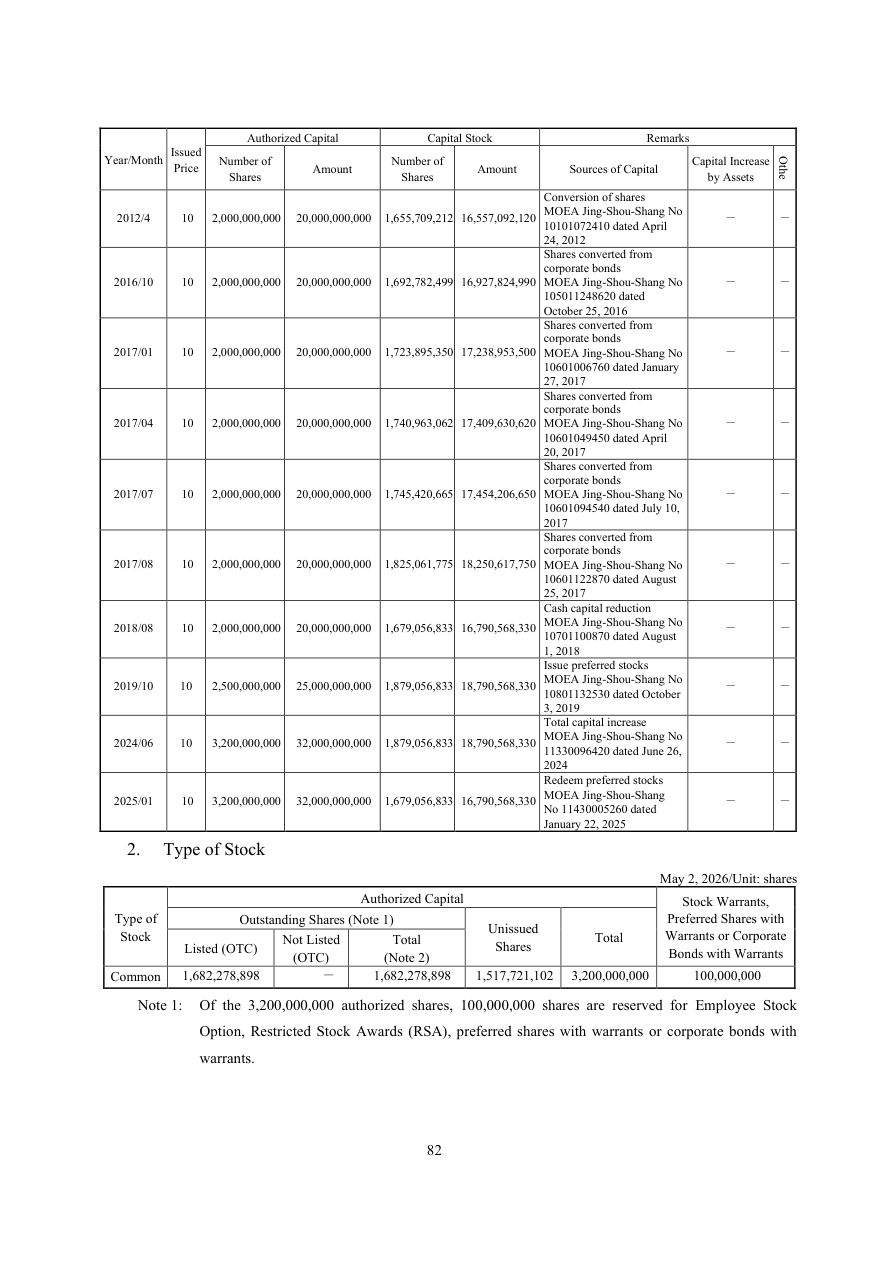 Year/Month Issued Price Authorized Capital Capital Stock Remarks
Number of Shares Amount Number of Shares Amount Sources of Capital Capital Increase by Assets Othe
2012/4 10 2,000,000,000 20,000,000,000 1,655,709,212 16,557,092,120 Conversion of shares
MOEA Jing-Shou-Shang No
10101072410 dated April
24, 2012 — —
2016/10 10 2,000,000,000 20,000,000,000 1,692,782,499 16,927,824,990 Shares converted from
corporate bonds
MOEA Jing-Shou-Shang No
105011248620 dated
October 25, 2016 — —
2017/01 10 2,000,000,000 20,000,000,000 1,723,895,350 17,238,953,500 Shares converted from
corporate bonds
MOEA Jing-Shou-Shang No
10601006760 dated January
27, 2017 — —
2017/04 10 2,000,000,000 20,000,000,000 1,740,963,062 17,409,630,620 Shares converted from
corporate bonds
MOEA Jing-Shou-Shang No
10601049450 dated April
20, 2017 — —
2017/07 10 2,000,000,000 20,000,000,000 1,745,420,665 17,454,206,650 Shares converted from
corporate bonds
MOEA Jing-Shou-Shang No
10601094540 dated July 10,
2017 — —
2017/08 10 2,000,000,000 20,000,000,000 1,825,061,775 18,250,617,750 Shares converted from
corporate bonds
MOEA Jing-Shou-Shang No
10601122870 dated August
25, 2017 — —
2018/08 10 2,000,000,000 20,000,000,000 1,679,056,833 16,790,568,330 Cash capital reduction
MOEA Jing-Shou-Shang No
10701100870 dated August
1, 2018 — —
2019/10 10 2,500,000,000 25,000,000,000 1,879,056,833 18,790,568,330 Issue preferred stocks
MOEA Jing-Shou-Shang No
10801132530 dated October
3, 2019 — —
2024/06 10 3,200,000,000 32,000,000,000 1,879,056,833 18,790,568,330 Total capital increase
MOEA Jing-Shou-Shang No
11330096420 dated June 26,
2024 — —
2025/01 10 3,200,000,000 32,000,000,000 1,679,056,833 16,790,568,330 Redeem preferred stocks
MOEA Jing-Shou-Shang
No 11430005260 dated
January 22, 2025 — —
2. Type of Stock
May 2, 2026/Unit: shares
Type of Stock Authorized Capital Stock Warrants, Preferred Shares with Warrants or Corporate Bonds with Warrants
Outstanding Shares (Note 1) Unissued Shares Total
Listed (OTC) Not Listed (OTC) Total (Note 2)
Common 1,682,278,898 — 1,682,278,898 1,517,721,102 3,200,000,000 100,000,000
Note 1: Of the 3,200,000,000 authorized shares, 100,000,000 shares are reserved for Employee Stock
Option, Restricted Stock Awards (RSA), preferred shares with warrants or corporate bonds with
warrants.
82